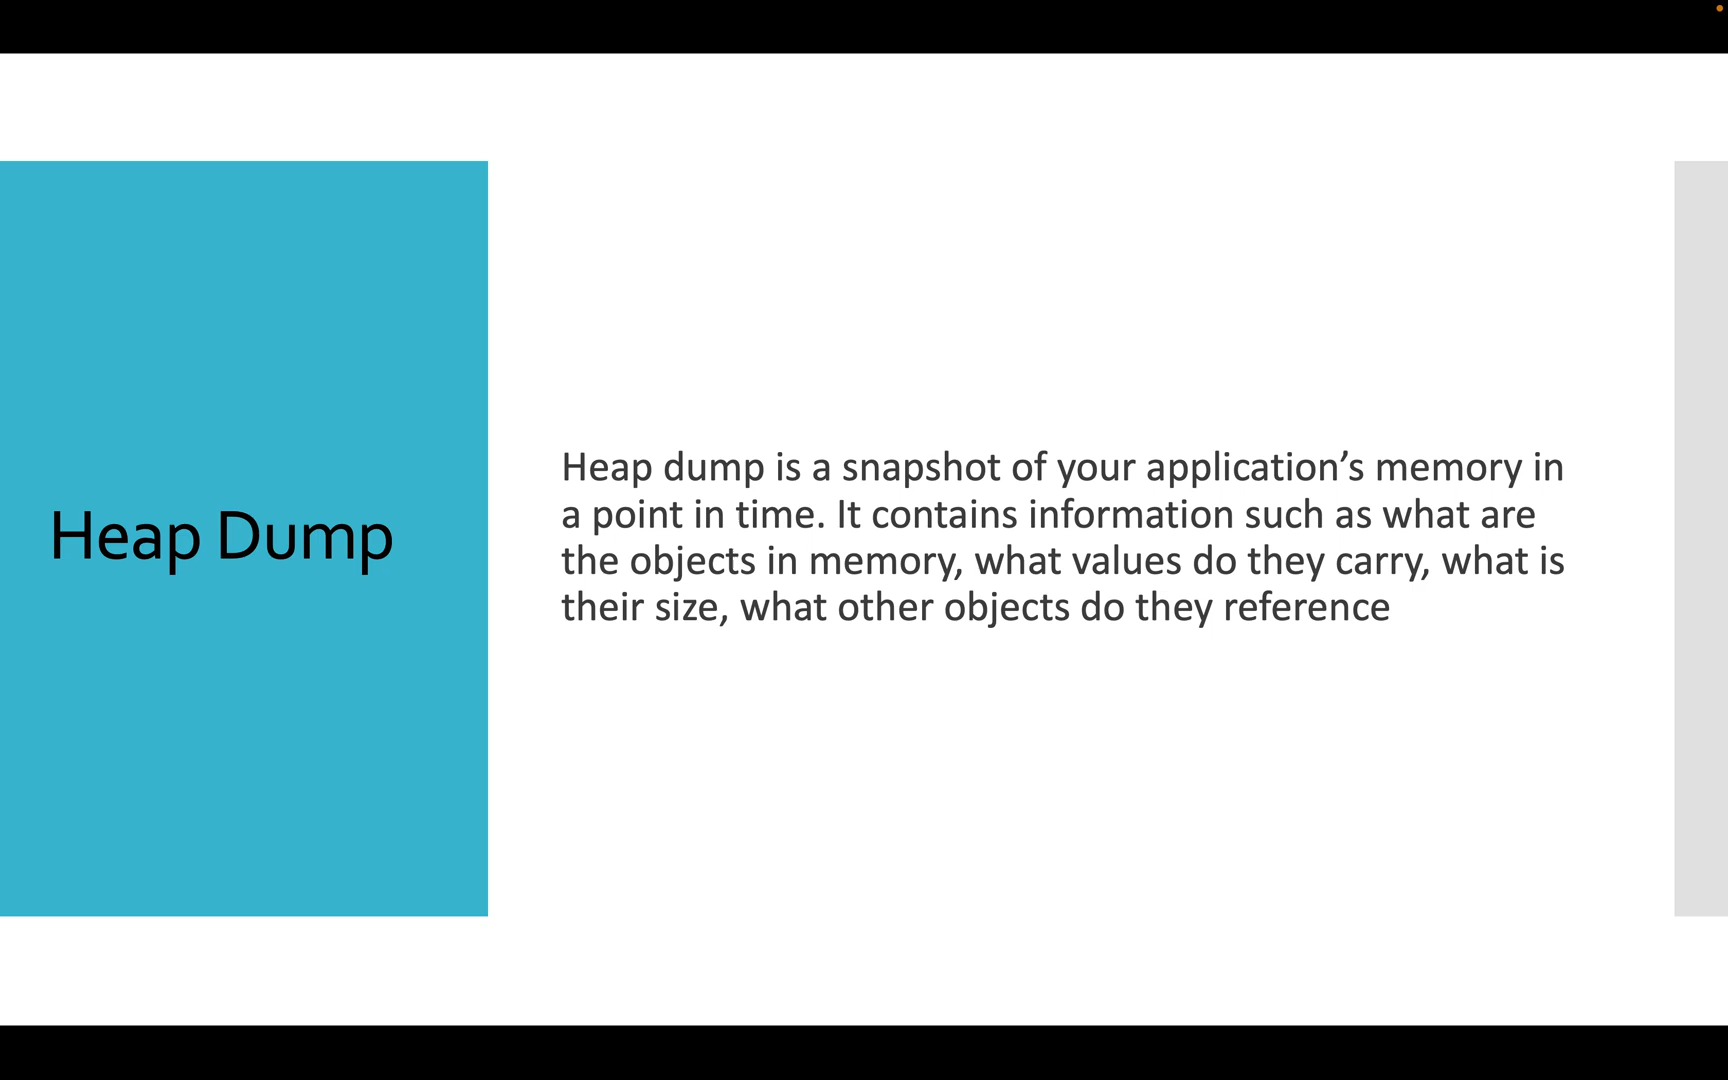 Heap Dump
Heap dump is a snapshot of your application’s memory in
a point in time. It contains information such as what are
the objects in memory, what values do they carry, what is
their size, what other objects do they reference